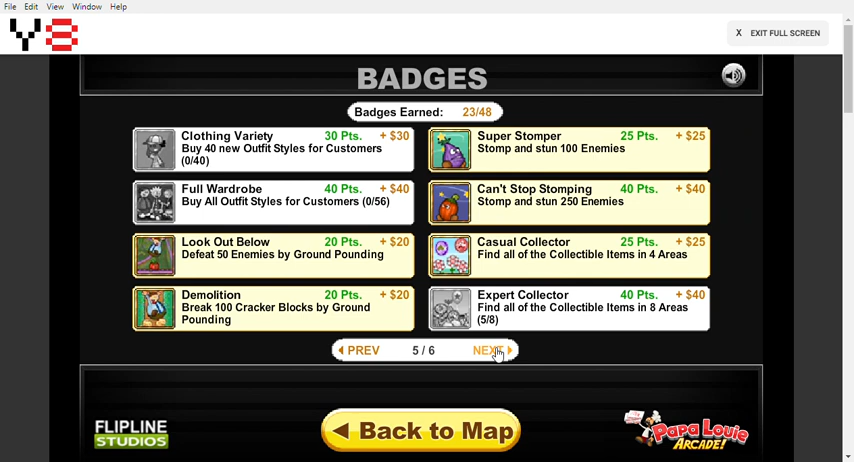 File Edit View Window Help
Y8
X EXIT FULL SCREEN
BADGES
Badges Earned: 23/48
Clothing Variety 30 Pts. + $30
Buy 40 new Outfit Styles for Customers
(0/40)
Super Stomper 25 Pts. + $25
Stomp and stun 100 Enemies
Full Wardrobe 40 Pts. + $40
Buy All Outfit Styles for Customers (0/56)
Can't Stop Stomping 40 Pts. + $40
Stomp and stun 250 Enemies
Look Out Below 20 Pts. + $20
Defeat 50 Enemies by Ground Pounding
Casual Collector 25 Pts. + $25
Find all of the Collectible Items in 4 Areas
Demolition 20 Pts. + $20
Break 100 Cracker Blocks by Ground
Pounding
Expert Collector 40 Pts. + $40
Find all of the Collectible Items in 8 Areas
(5/8)
PREV 5 / 6 NEXT
FLIPLINE
STUDIOS
Back to Map
Papa Louie
ARCADE!